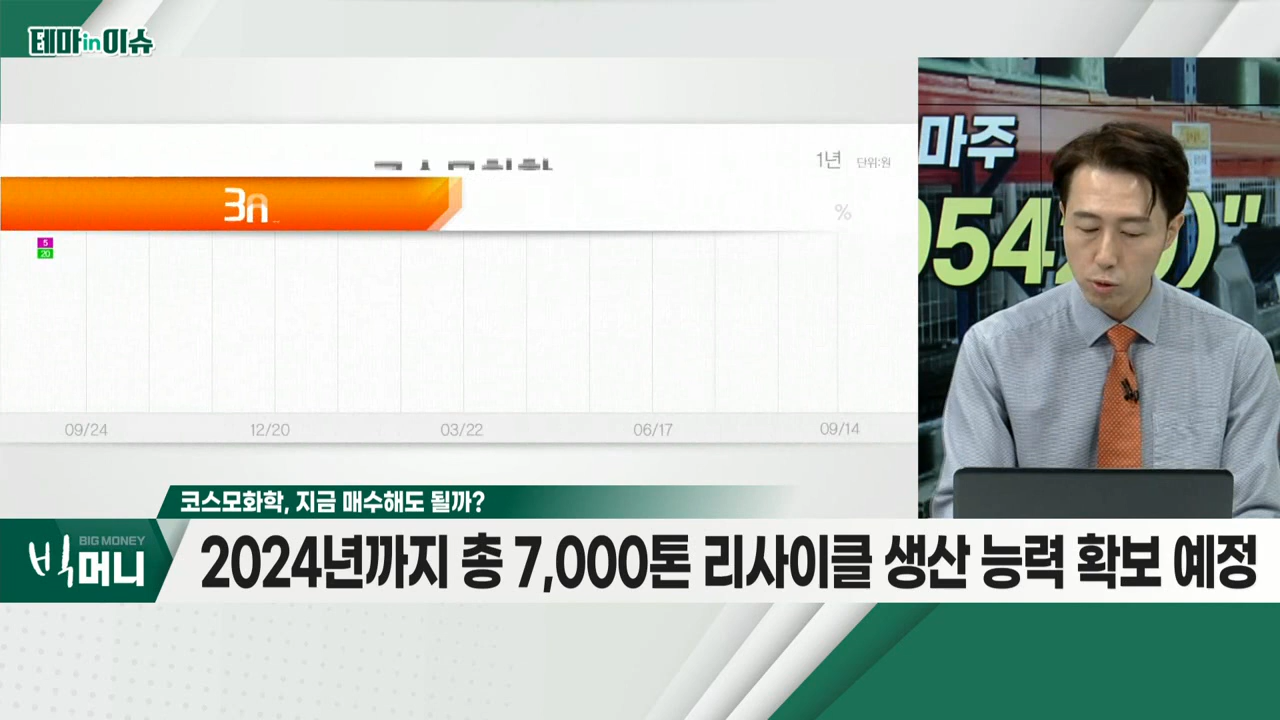 테마in이슈
1년 단위:원
%
5
20
09/24 12/20 03/22 06/17 09/14
마주
코스모화학, 지금 매수해도 될까?
BIG MONEY
빅머니
2024년까지 총 7,000톤 리사이클 생산 능력 확보 예정